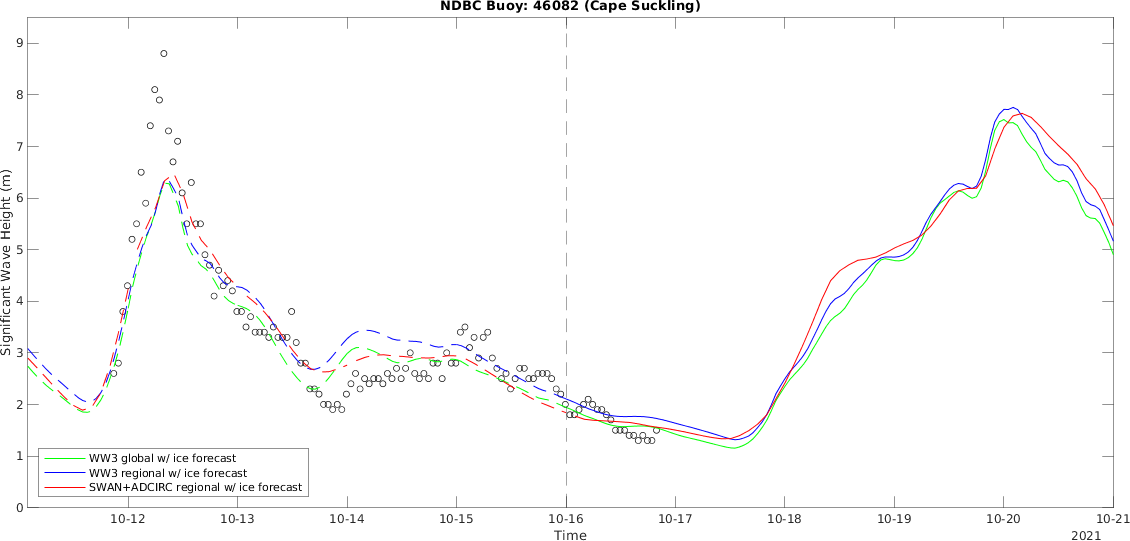 NDBC Buoy: 46082 (Cape Suckling)
Significant Wave Height (m)
9
8
7
6
5
4
3
2
1
0
WW3 global w/ ice forecast
WW3 regional w/ ice forecast
SWAN+ADCIRC regional w/ ice forecast
10-12 10-13 10-14 10-15 10-16 10-17 10-18 10-19 10-20 10-21
Time
2021